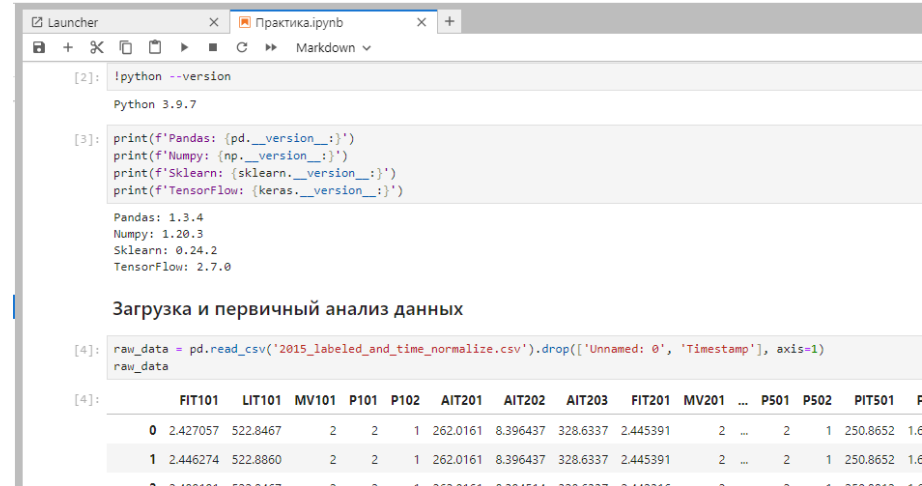 Launcher
Практика.ipynb
Markdown
[2]: !python --version
Python 3.9.7
[3]: print(f'Pandas: {pd.__version__:}')
print(f'Numpy: {np.__version__:}')
print(f'Sklearn: {sklearn.__version__:}')
print(f'TensorFlow: {keras.__version__:}')
Pandas: 1.3.4
Numpy: 1.20.3
Sklearn: 0.24.2
TensorFlow: 2.7.0
Загрузка и первичный анализ данных
[4]: raw_data = pd.read_csv('2015_labeled_and_time_normalize.csv').drop(['Unnamed: 0', 'Timestamp'], axis=1)
raw_data
[4]: FIT101 LIT101 MV101 P101 P102 AIT201 AIT202 AIT203 FIT201 MV201 ... P501 P502 PIT501
0 2.427057 522.8467 2 2 1 262.0161 8.396437 328.6337 2.445391 2 ... 2 1 250.8652
1 2.446274 522.8860 2 2 1 262.0161 8.396437 328.6337 2.445391 2 ... 2 1 250.8652